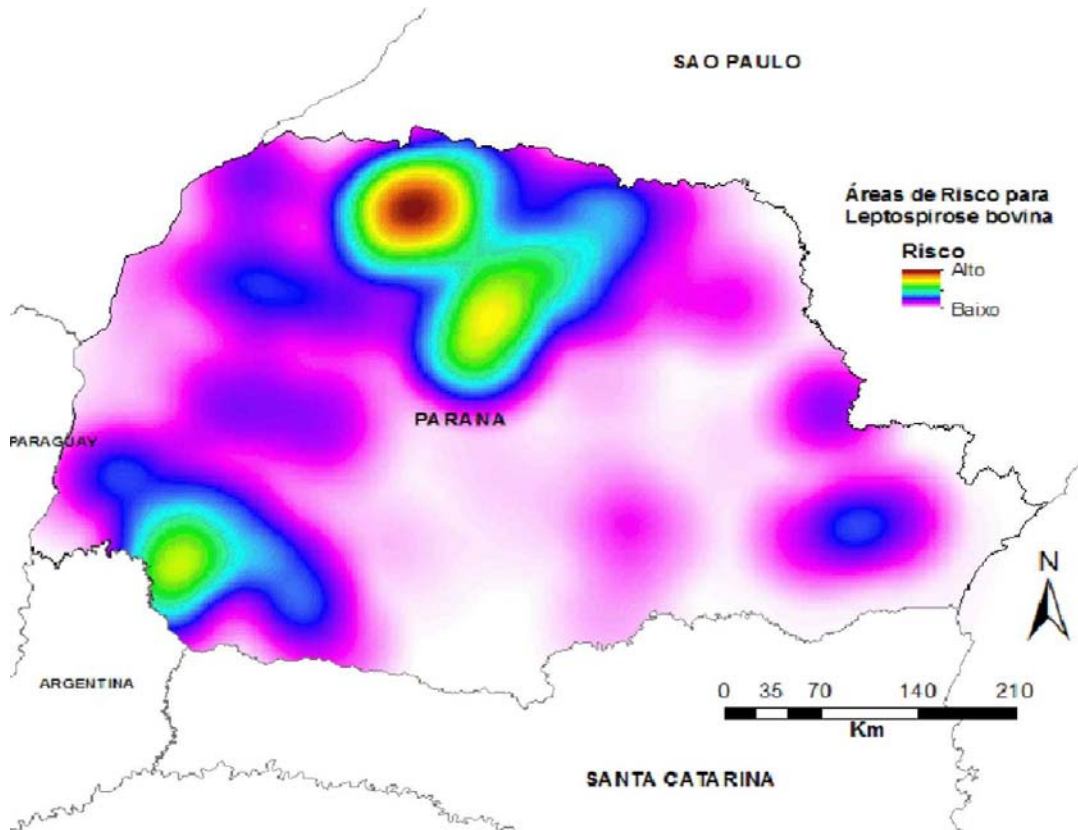 SAO PAULO
Áreas de Risco para
Leptospirose bovina
Risco
Alto
Baixo
PARANA
PARAGUAY
N
ARGENTINA
0 35 70 140 210
Km
SANTA CATARINA